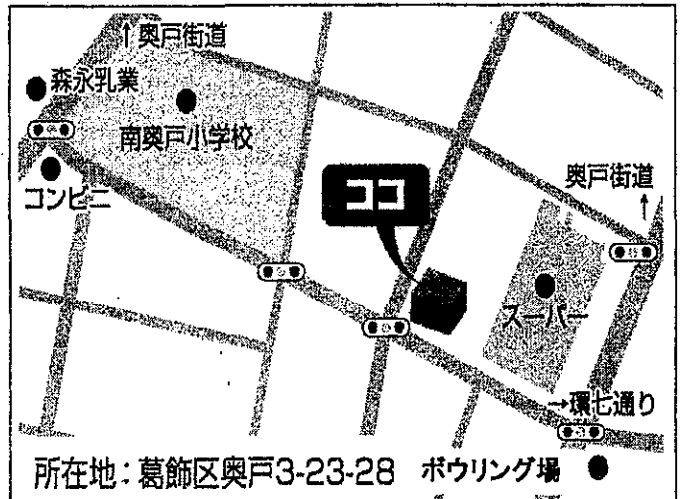 ↑奥戸街道
森永乳業
南奥戸小学校
コンビニ
ココ
奥戸街道
↑
スーパー
→環七通り
所在地：葛飾区奥戸3-23-28
ボウリング場